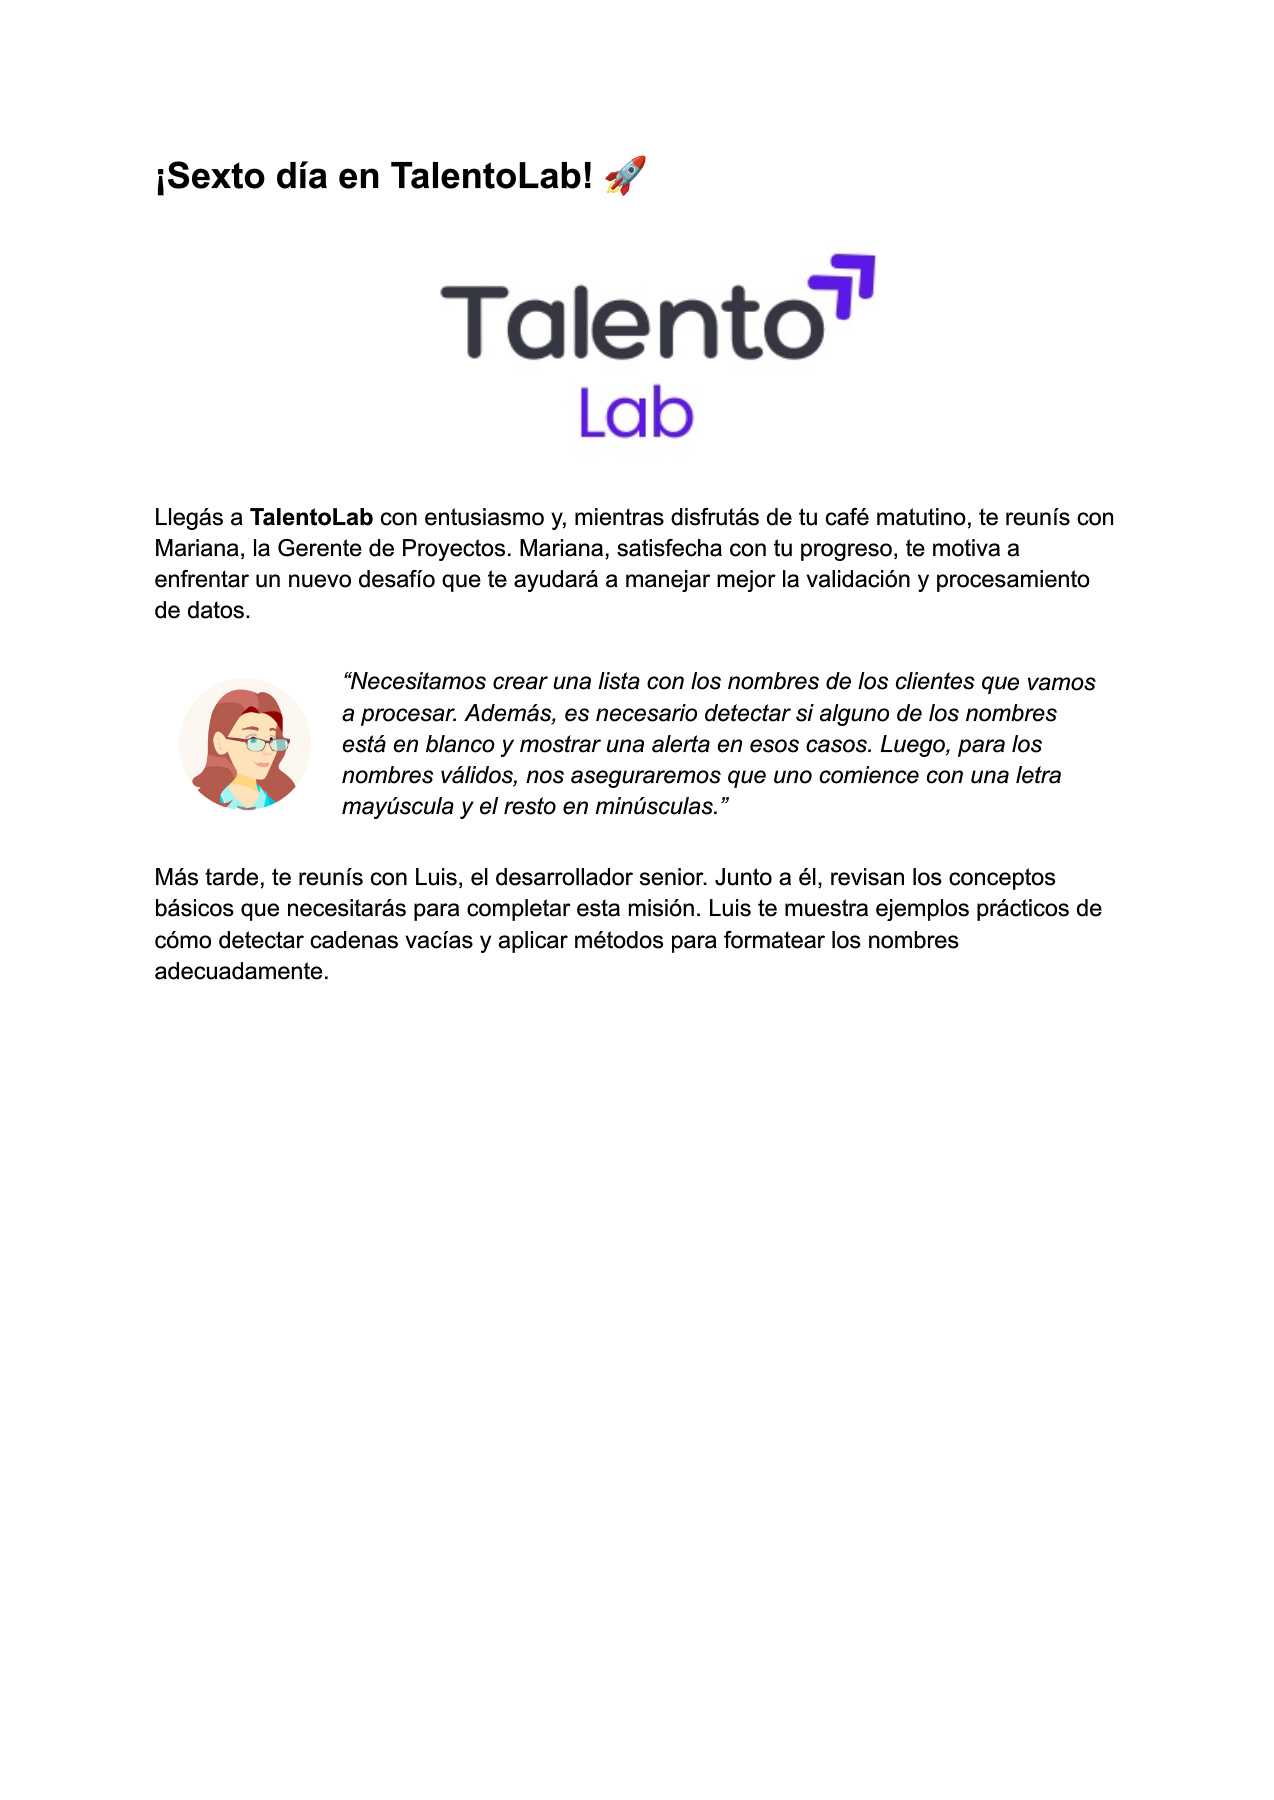 ¡Sexto día en TalentoLab! 🚀
Talento
Lab
Llegás a TalentoLab con entusiasmo y, mientras disfrutás de tu café matutino, te reunís con
Mariana, la Gerente de Proyectos. Mariana, satisfecha con tu progreso, te motiva a
enfrentar un nuevo desafío que te ayudará a manejar mejor la validación y procesamiento
de datos.
“Necesitamos crear una lista con los nombres de los clientes que vamos
a procesar. Además, es necesario detectar si alguno de los nombres
está en blanco y mostrar una alerta en esos casos. Luego, para los
nombres válidos, nos aseguraremos que uno comience con una letra
mayúscula y el resto en minúsculas.”
Más tarde, te reunís con Luis, el desarrollador senior. Junto a él, revisan los conceptos
básicos que necesitarás para completar esta misión. Luis te muestra ejemplos prácticos de
cómo detectar cadenas vacías y aplicar métodos para formatear los nombres
adecuadamente.